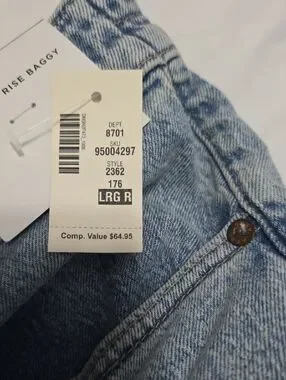 RISE BAGGY
DEPT
8701
SKU
95004297
STYLE
2362
176
LRG R
Comp. Value $64.95